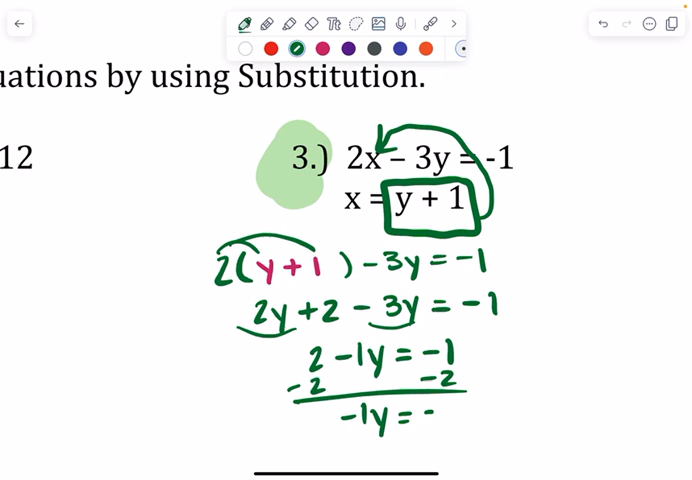 uations by using Substitution.
12
3.) 2x – 3y = -1
x = y + 1
2(y + 1) - 3y = -1
2y + 2 - 3y = -1
2 - 1y = -1
-2 -2
-1y = -